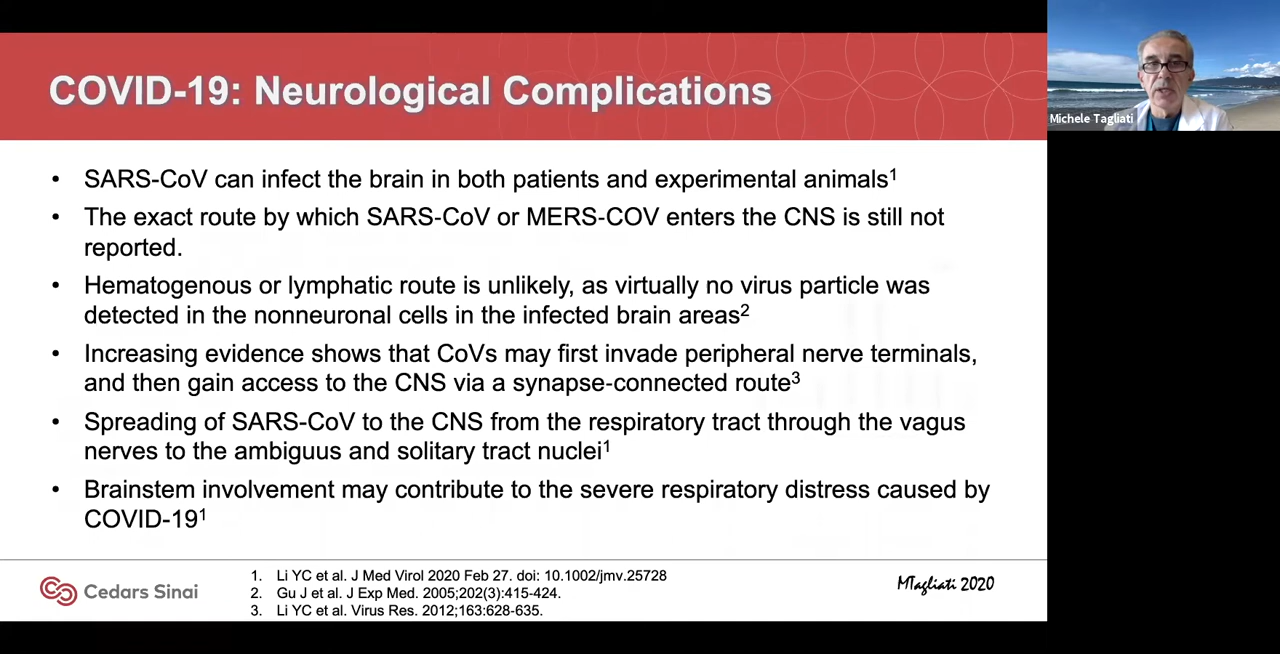 COVID-19: Neurological Complications
Michele Tagliati
• SARS-CoV can infect the brain in both patients and experimental animals¹
• The exact route by which SARS-CoV or MERS-COV enters the CNS is still not
reported.
• Hematogenous or lymphatic route is unlikely, as virtually no virus particle was
detected in the nonneuronal cells in the infected brain areas²
• Increasing evidence shows that CoVs may first invade peripheral nerve terminals,
and then gain access to the CNS via a synapse-connected route³
• Spreading of SARS-CoV to the CNS from the respiratory tract through the vagus
nerves to the ambiguus and solitary tract nuclei¹
• Brainstem involvement may contribute to the severe respiratory distress caused by
COVID-19¹
Cedars Sinai
1. Li YC et al. J Med Virol 2020 Feb 27. doi: 10.1002/jmv.25728
2. Gu J et al. J Exp Med. 2005;202(3):415-424.
3. Li YC et al. Virus Res. 2012;163:628-635.
MTagliati 2020